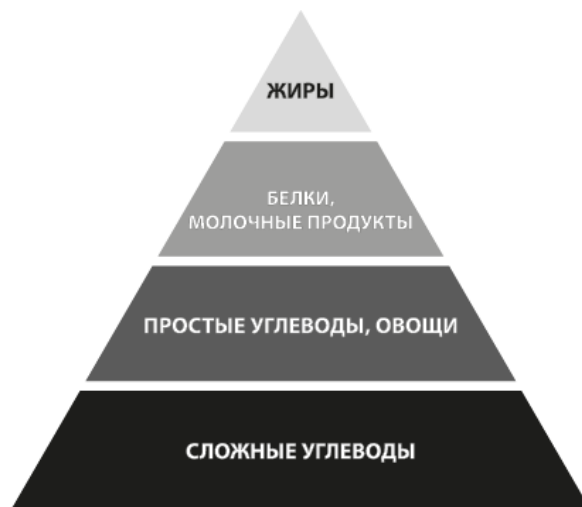 ЖИРЫ
БЕЛКИ,
МОЛОЧНЫЕ ПРОДУКТЫ
ПРОСТЫЕ УГЛЕВОДЫ, ОВОЩИ
СЛОЖНЫЕ УГЛЕВОДЫ